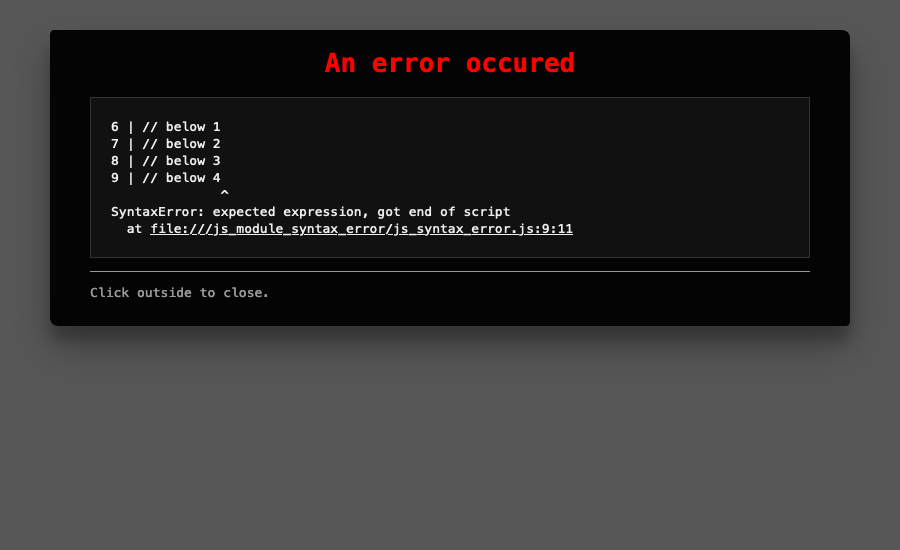 An error occured
6 | // below 1
7 | // below 2
8 | // below 3
9 | // below 4
^
SyntaxError: expected expression, got end of script
at file:///js_module_syntax_error/js_syntax_error.js:9:11
Click outside to close.